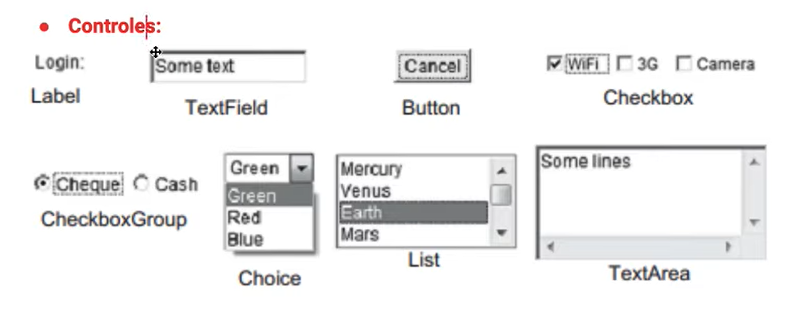 • Controles:
Login:
Label
Some text
TextField
Cancel
Button
WiFi 3G Camera
Checkbox
Cheque Cash
CheckboxGroup
Green
Green
Red
Blue
Choice
Mercury
Venus
Earth
Mars
List
Some lines
TextArea